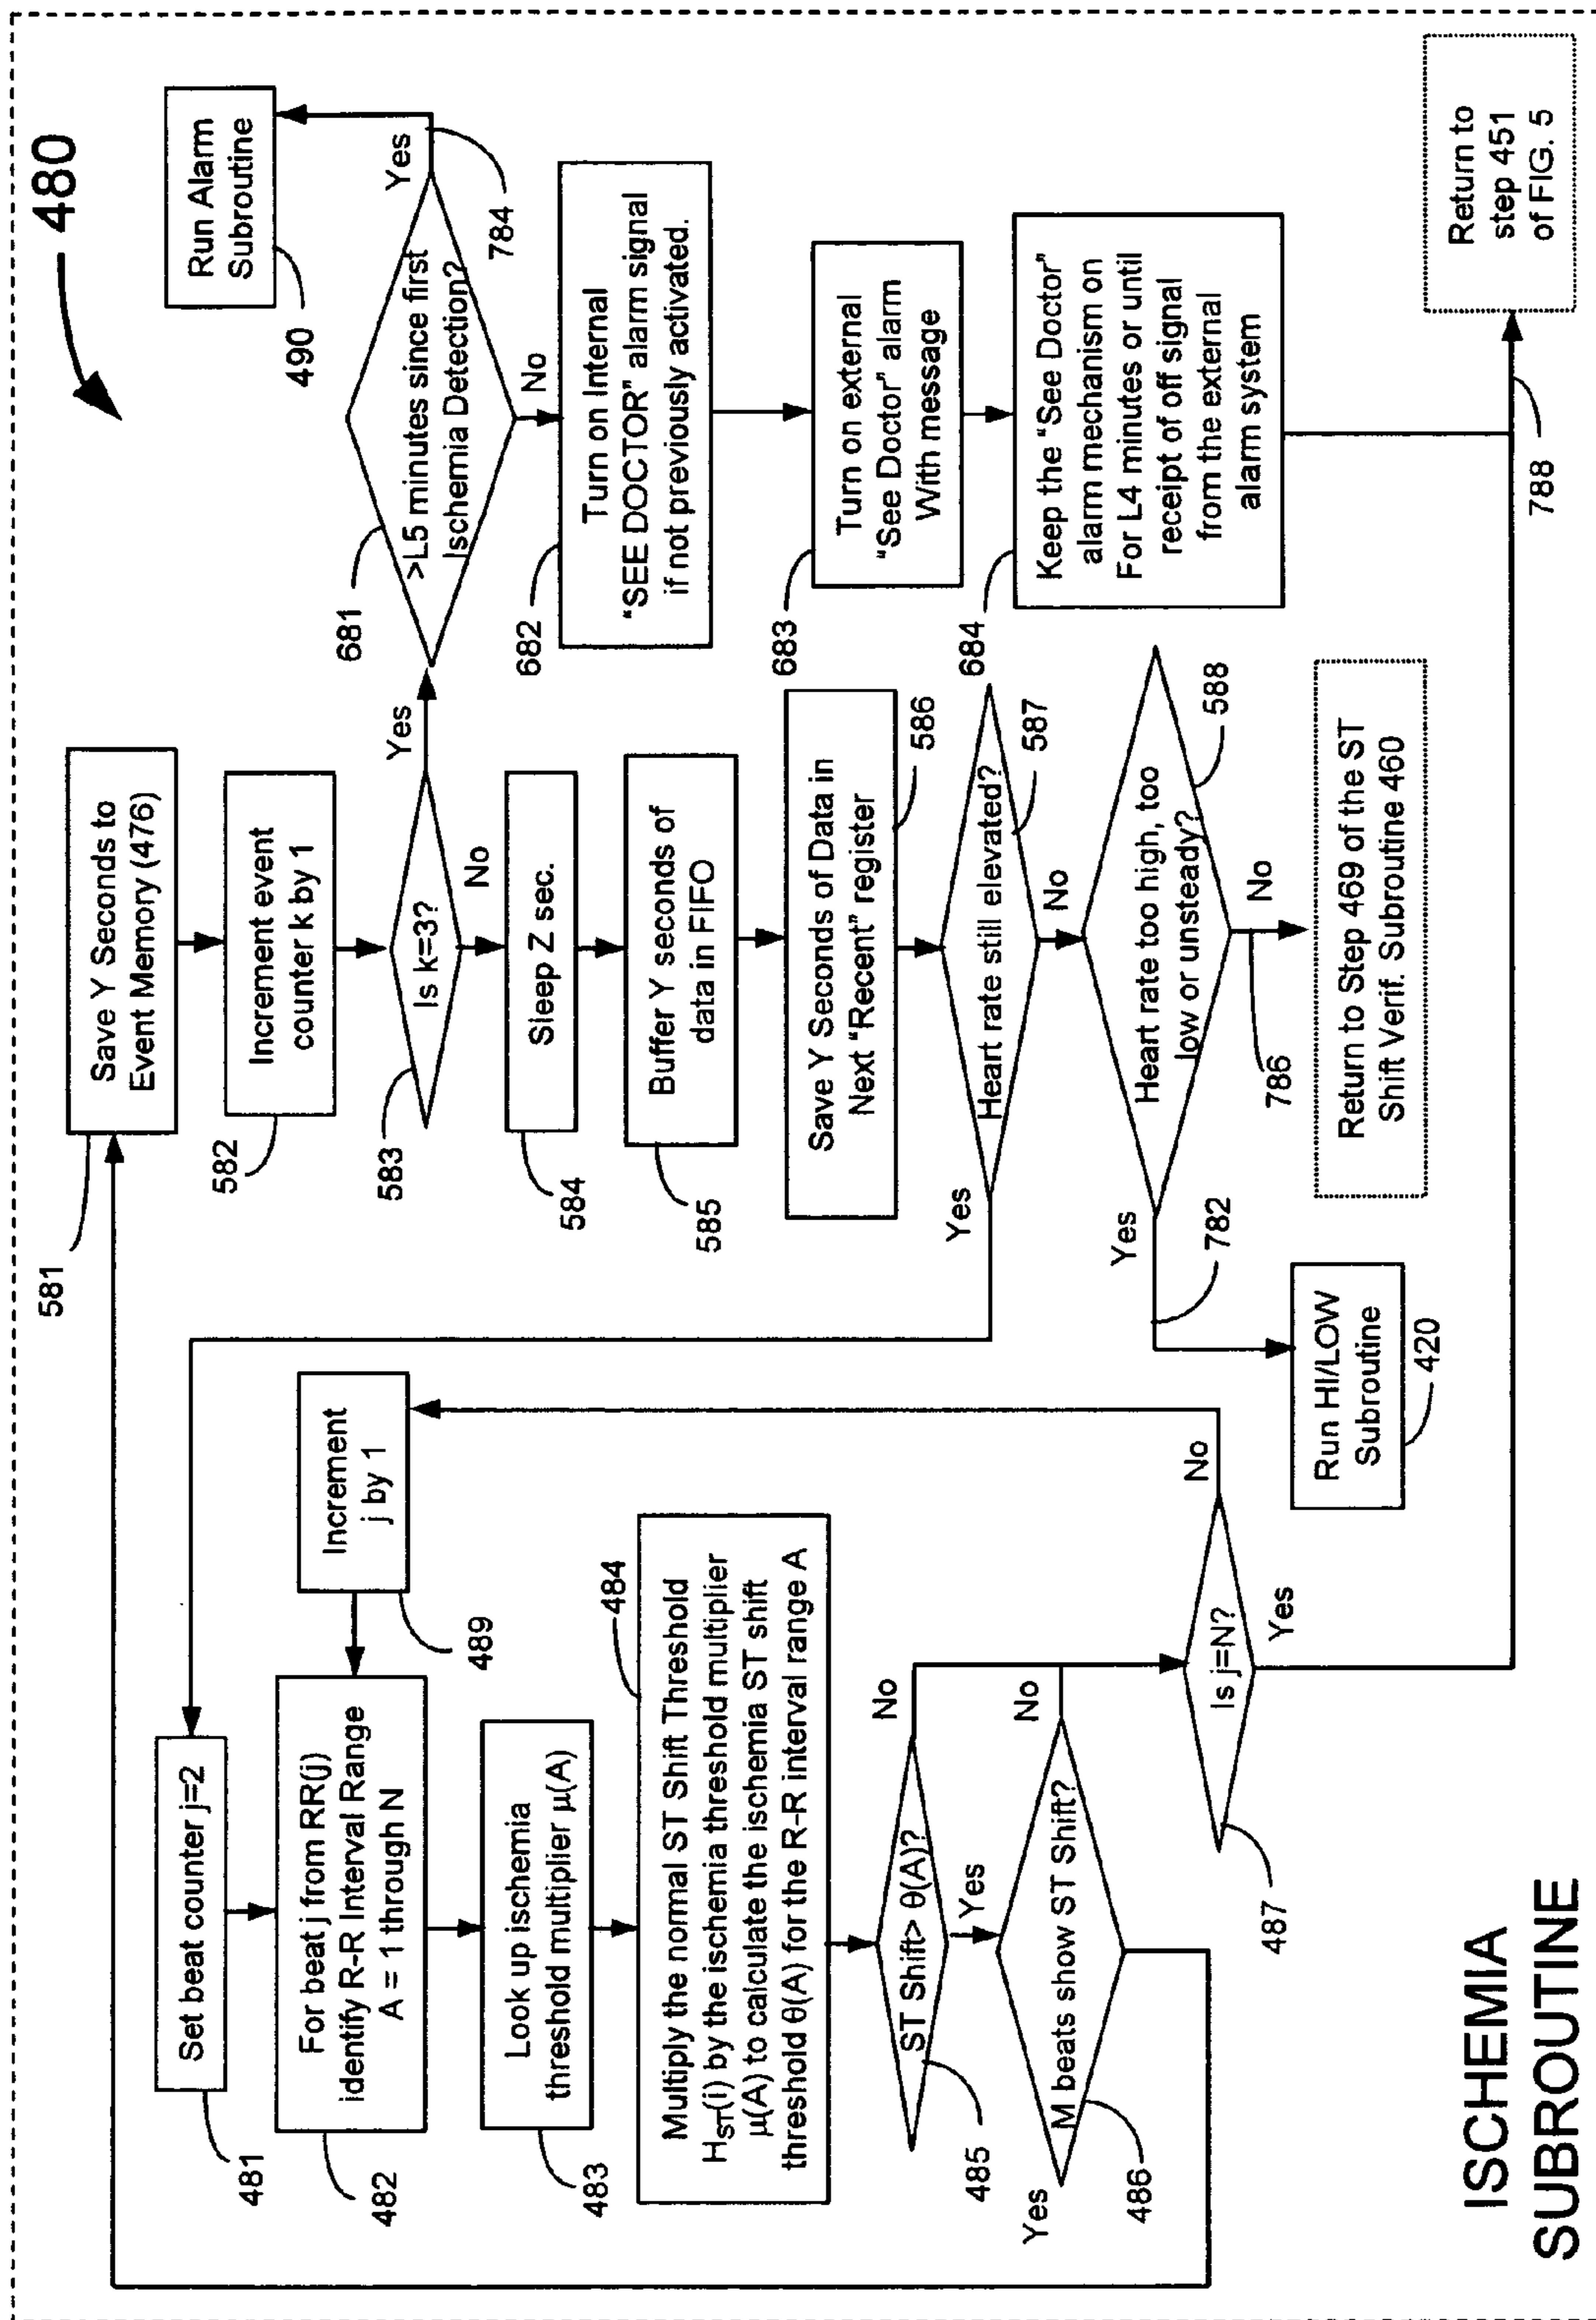 480
481
Set beat counter j=2
482
For beat j from RR(j)
identify R-R Interval Range
A = 1 through N
489
Increment
j by 1
483
Look up ischemia
threshold multiplier μ(A)
484
Multiply the normal ST Shift Threshold
HST(i) by the ischemia threshold multiplier
μ(A) to calculate the ischemia ST shift
threshold θ(A) for the R-R interval range A
485
ST Shift> θ(A)?
No
Yes
486
M beats show ST Shift?
Yes
No
487
Is j=N?
No
Yes
581
Save Y Seconds to
Event Memory (476)
582
Increment event
counter k by 1
583
Is k=3?
Yes
No
584
Sleep Z sec.
585
Buffer Y seconds of
data in FIFO
586
Save Y Seconds of Data in
Next "Recent" register
587
Heart rate still elevated?
Yes
No
588
Heart rate too high, too
low or unsteady?
Yes
782
No
786
Run HI/LOW
Subroutine
420
Return to Step 469 of the ST
Shift Verif. Subroutine 460
681
>L5 minutes since first
Ischemia Detection?
Yes
784
No
Run Alarm
Subroutine
490
682
Turn on Internal
"SEE DOCTOR" alarm signal
if not previously activated.
683
Turn on external
"See Doctor" alarm
With message
684
Keep the "See Doctor"
alarm mechanism on
For L4 minutes or until
receipt of off signal
from the external
alarm system
788
Return to
step 451
of FIG. 5
ISCHEMIA
SUBROUTINE